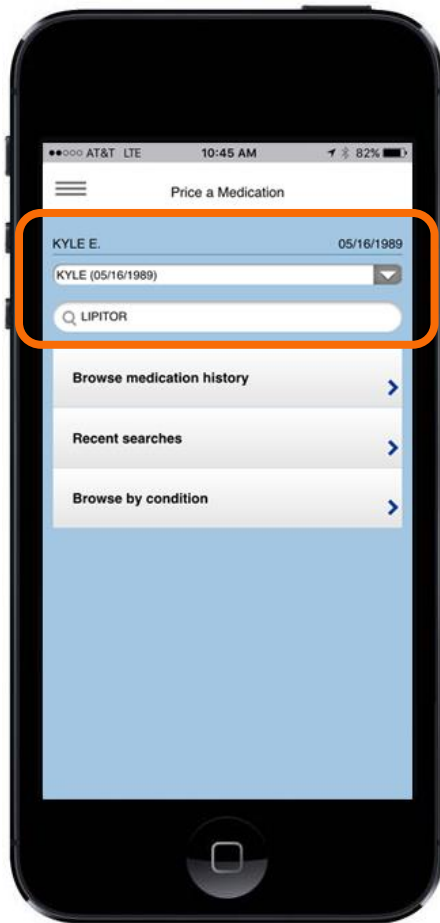 AT&T LTE 10:45 AM 82%
Price a Medication
KYLE E. 05/16/1989
KYLE (05/16/1989)
LIPITOR
Browse medication history
Recent searches
Browse by condition